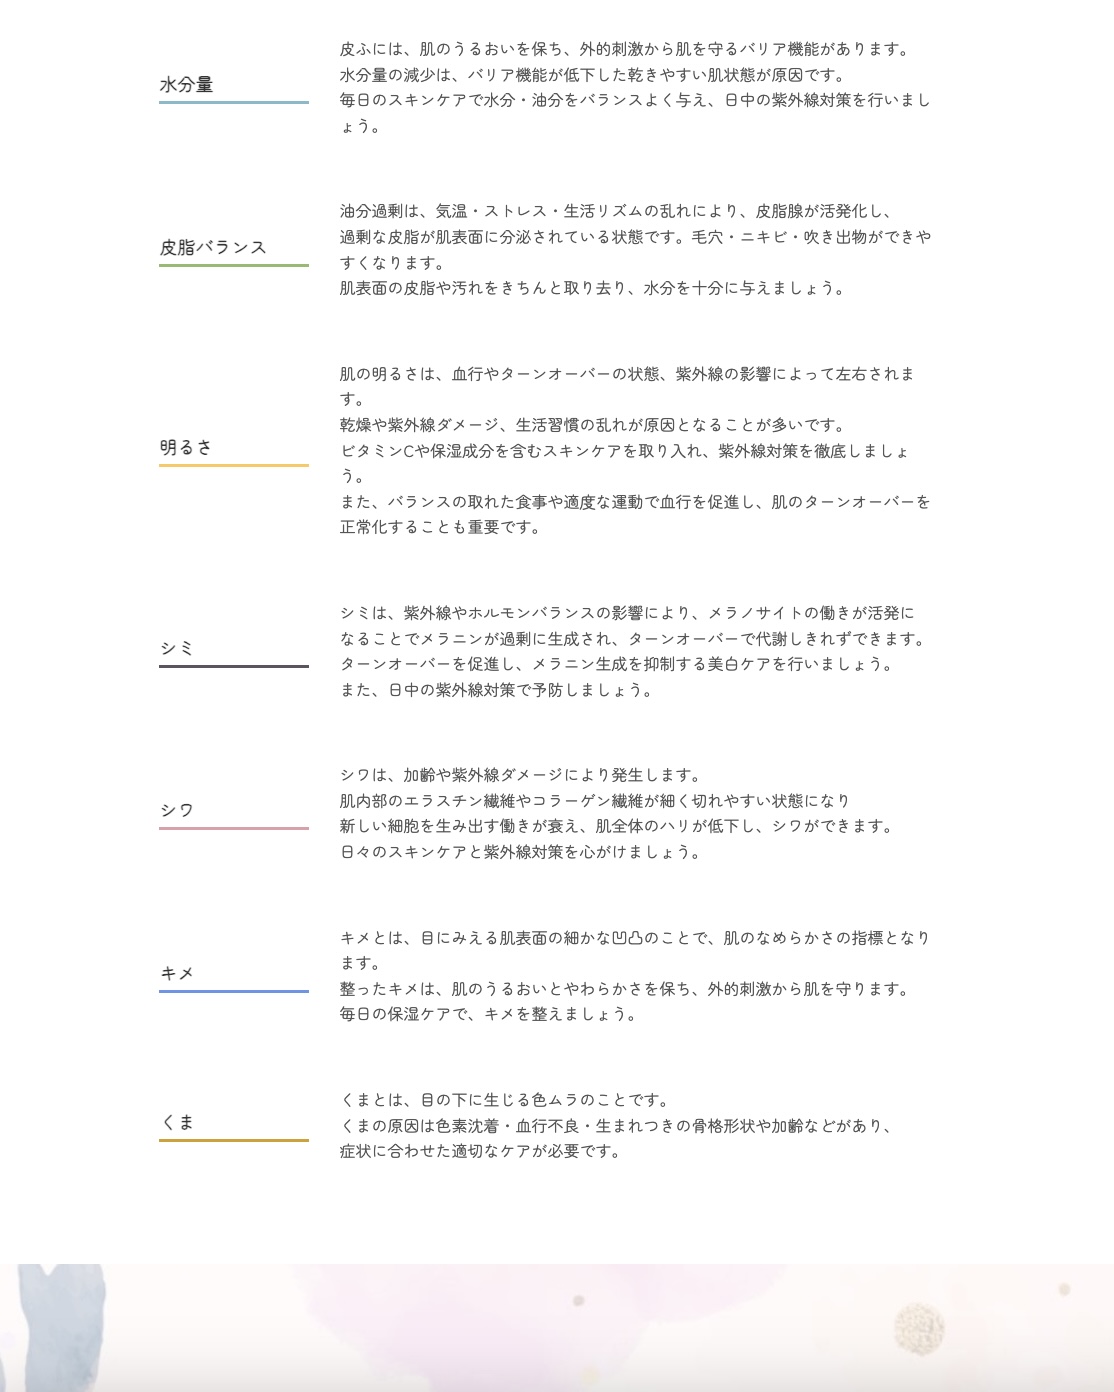 水分量
皮ふには、肌のうるおいを保ち、外的刺激から肌を守るバリア機能があります。
水分量の減少は、バリア機能が低下した乾きやすい肌状態が原因です。
毎日のスキンケアで水分・油分をバランスよく与え、日中の紫外線対策を行いまし
ょう。
皮脂バランス
油分過剰は、気温・ストレス・生活リズムの乱れにより、皮脂腺が活発化し、
過剰な皮脂が肌表面に分泌されている状態です。毛穴・ニキビ・吹き出物ができや
すくなります。
肌表面の皮脂や汚れをきちんと取り去り、水分を十分に与えましょう。
明るさ
肌の明るさは、血行やターンオーバーの状態、紫外線の影響によって左右されま
す。
乾燥や紫外線ダメージ、生活習慣の乱れが原因となることが多いです。
ビタミンCや保湿成分を含むスキンケアを取り入れ、紫外線対策を徹底しましょ
う。
また、バランスの取れた食事や適度な運動で血行を促進し、肌のターンオーバーを
正常化することも重要です。
シミ
シミは、紫外線やホルモンバランスの影響により、メラノサイトの働きが活発に
なることでメラニンが過剰に生成され、ターンオーバーで代謝しきれずできます。
ターンオーバーを促進し、メラニン生成を抑制する美白ケアを行いましょう。
また、日中の紫外線対策で予防しましょう。
シワ
シワは、加齢や紫外線ダメージにより発生します。
肌内部のエラスチン繊維やコラーゲン繊維が細く切れやすい状態になり
新しい細胞を生み出す働きが衰え、肌全体のハリが低下し、シワができます。
日々のスキンケアと紫外線対策を心がけましょう。
キメ
キメとは、目にみえる肌表面の細かな凹凸のことで、肌のなめらかさの指標となり
ます。
整ったキメは、肌のうるおいとやわらかさを保ち、外的刺激から肌を守ります。
毎日の保湿ケアで、キメを整えましょう。
くま
くまとは、目の下に生じる色ムラのことです。
くまの原因は色素沈着・血行不良・生まれつきの骨格形状や加齢などがあり、
症状に合わせた適切なケアが必要です。